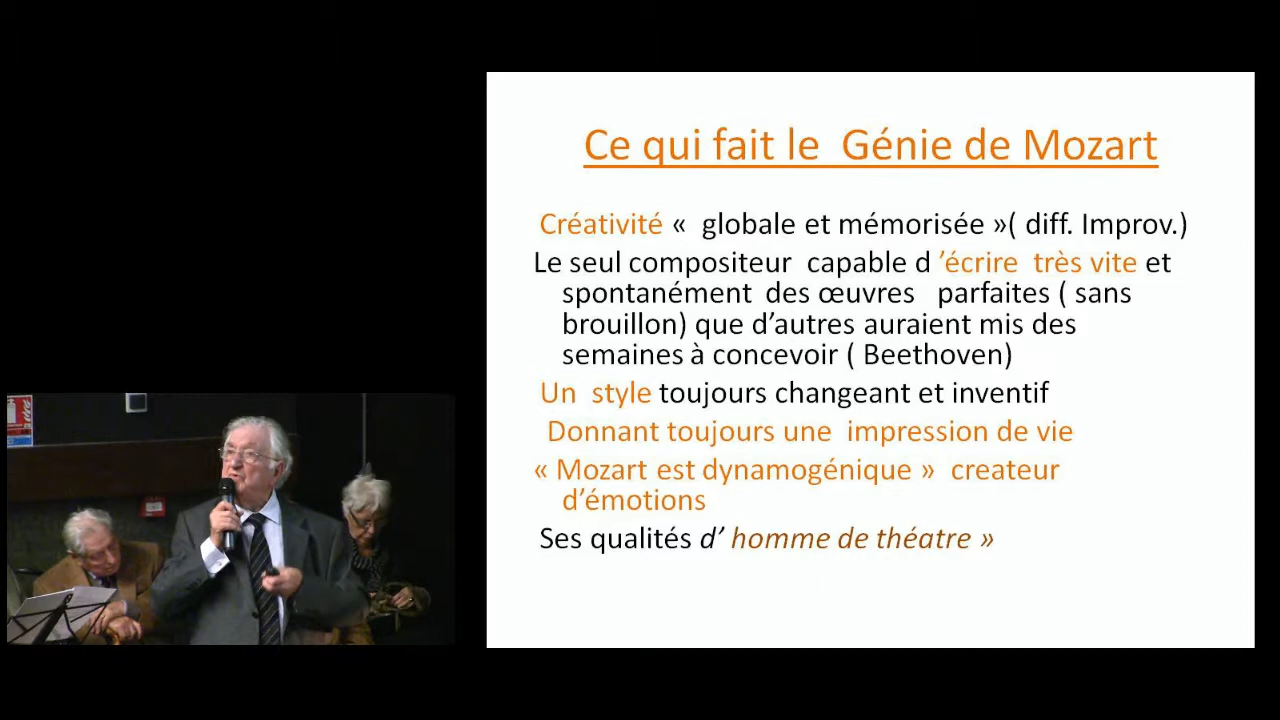 Ce qui fait le  Génie de Mozart
Créativité «  globale et mémorisée »( diff. Improv.)
Le seul compositeur  capable d ’écrire  très vite et
spontanément  des œuvres   parfaites ( sans
brouillon) que d’autres auraient mis des
semaines à concevoir ( Beethoven)
Un  style toujours changeant et inventif
Donnant toujours une  impression de vie
« Mozart est dynamogénique »  createur
d’émotions
Ses qualités d’ homme de théatre »